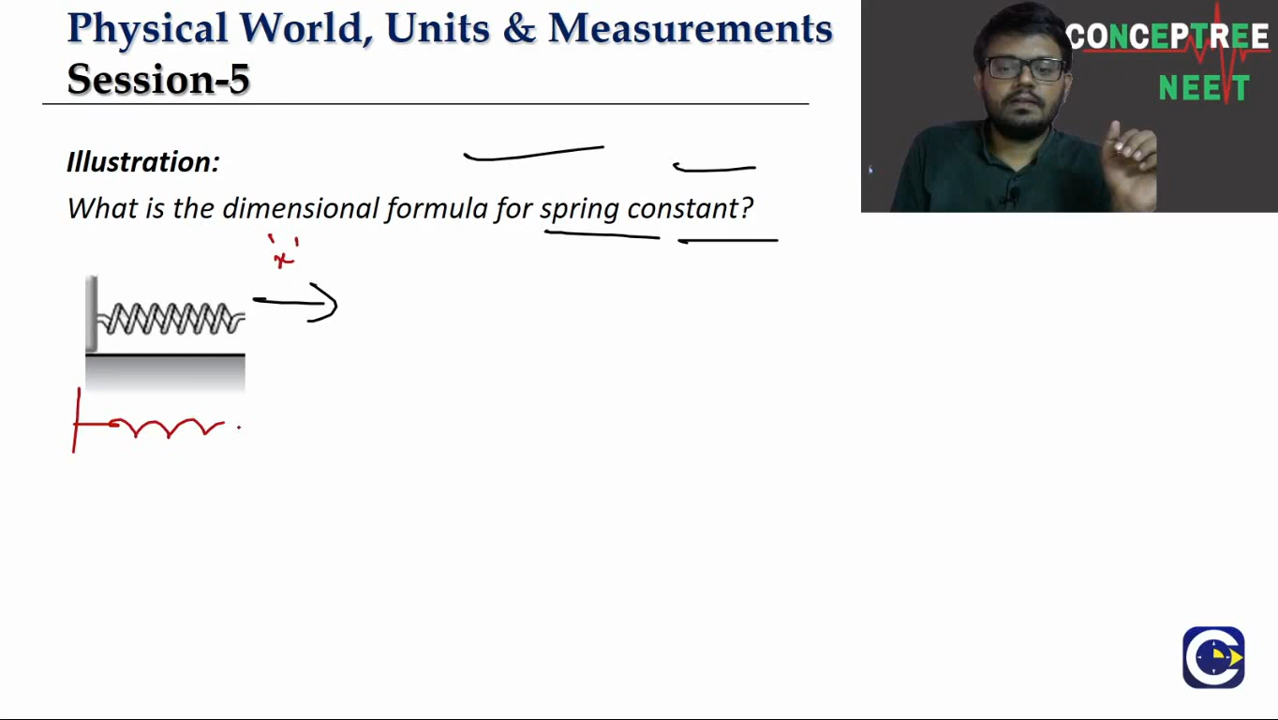 Physical World, Units & Measurements
Session-5
CONCEPTREE
NEET
Illustration:
What is the dimensional formula for spring constant?
'x'